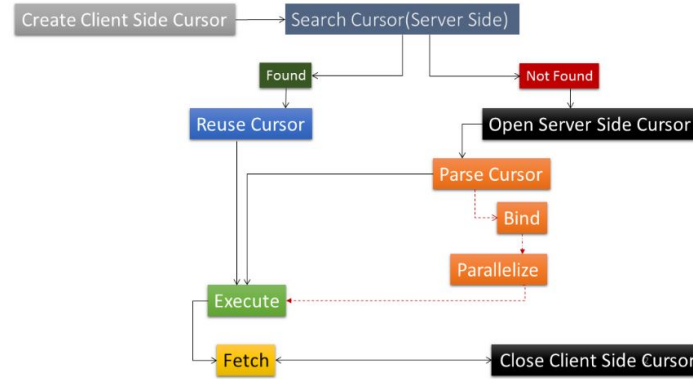 Create Client Side Cursor
Search Cursor(Server Side)
Found
Not Found
Reuse Cursor
Open Server Side Cursor
Parse Cursor
Bind
Parallelize
Execute
Fetch
Close Client Side Cursor